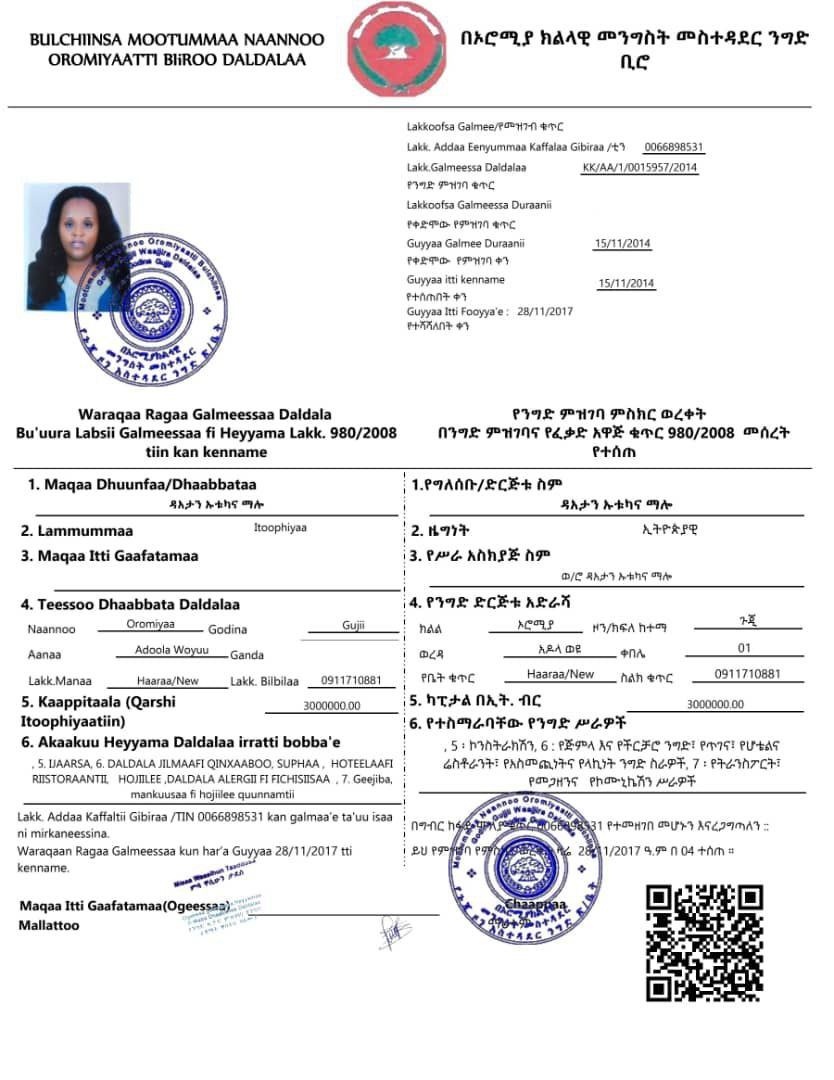 BULCHIINSA MOOTUMMAA NAANNOO
OROMIYAATTI BIiROO DALDALAA
በኦሮሚያ ክልላዊ መንግስት መስተዳደር ንግድ
ቢሮ
Lakkoofsa Galmee/የመዝገብ ቁጥር
Lakk. Addaa Eenyummaa Kaffalaa Gibiraa /ቲን 0066898531
Lakk.Galmeessa Daldalaa KK/AA/1/0015957/2014
የንግድ ምዝገባ ቁጥር
Lakkoofsa Galmeessa Duraanii
የቀድሞው የምዝገባ ቁጥር
Guyyaa Galmee Duraanii 15/11/2014
የቀድሞው የምዝገባ ቀን
Guyyaa itti kenname 15/11/2014
የተሰጠበት ቀን
Guyyaa Itti Fooyya'e : 28/11/2017
የተሻሻለበት ቀን
Waraqaa Ragaa Galmeessaa Daldala
Bu'uura Labsii Galmeessaa fi Heyyama Lakk. 980/2008
tiin kan kenname
የንግድ ምዝገባ ምስክር ወረቀት
በንግድ ምዝገባና የፈቃድ አዋጅ ቁጥር 980/2008 መሰረት
የተሰጠ
1. Maqaa Dhuunfaa/Dhaabbataa
ዳአታን ኡቱካና ማሎ
2. Lammummaa Itoophiyaa
3. Maqaa Itti Gaafatamaa
4. Teessoo Dhaabbata Daldalaa
Naannoo Oromiyaa Godina Gujii
Aanaa Adoola Woyuu Ganda
Lakk.Manaa Haaraa/New Lakk. Bilbilaa 0911710881
5. Kaappitaala (Qarshi
Itoophiyaatiin) 3000000.00
6. Akaakuu Heyyama Daldalaa irratti bobba'e
, 5. IJAARSA, 6. DALDALA JILMAAFI QINXAABOO, SUPHAA , HOTEELAAFI
RIISTORAANTII, HOJIILEE ,DALDALA ALERGII FI FICHISIISAA , 7. Geejiba,
mankuusaa fi hojiilee quunnamtii
Lakk. Addaa Kaffaltii Gibiraa /TIN 0066898531 kan galmaa'e ta'uu isaa
ni mirkaneessina.
Waraqaan Ragaa Galmeessaa kun har'a Guyyaa 28/11/2017 tti
kenname.
Maqaa Itti Gaafatamaa(Ogeessaa)
Mallattoo
1.የግለሰቡ/ድርጅቱ ስም
ዳአታን ኡቱካና ማሎ
2. ዜግነት ኢትዮጵያዊ
3. የሥራ አስኪያጅ ስም
ወ/ሮ ዳአታን ኡቱካና ማሎ
4. የንግድ ድርጅቱ አድራሻ
ክልል ኦሮሚያ ዞን/ክፍለ ከተማ ጉጂ
ወረዳ አዶላ ወዩ ቀበሌ 01
የቤት ቁጥር Haaraa/New ስልክ ቁጥር 0911710881
5. ካፒታል በኢት. ብር 3000000.00
6. የተስማራባቸው የንግድ ሥራዎች
, 5 ፡ ኮንስትራክሽን, 6 : የጅምላ እና የችርቻሮ ንግድ፤ የጥገና፤ የሆቴልና
ሬስቶራንት፤ የአስመጪነትና የላኪነት ንግድ ስራዎች, 7 ፡ የትራንስፖርት፤
የመጋዘንና የኮሙኒኬሽን ሥራዎች
በግብር ከፋይ ቁጥር 0066898531 የተመዘገበ መሆኑን እናረጋግጣለን ::
ይህ የምዝገባ 28/11/2017 ዓ.ም በ 04 ተሰጠ ።
Chaappaa
ማህተም